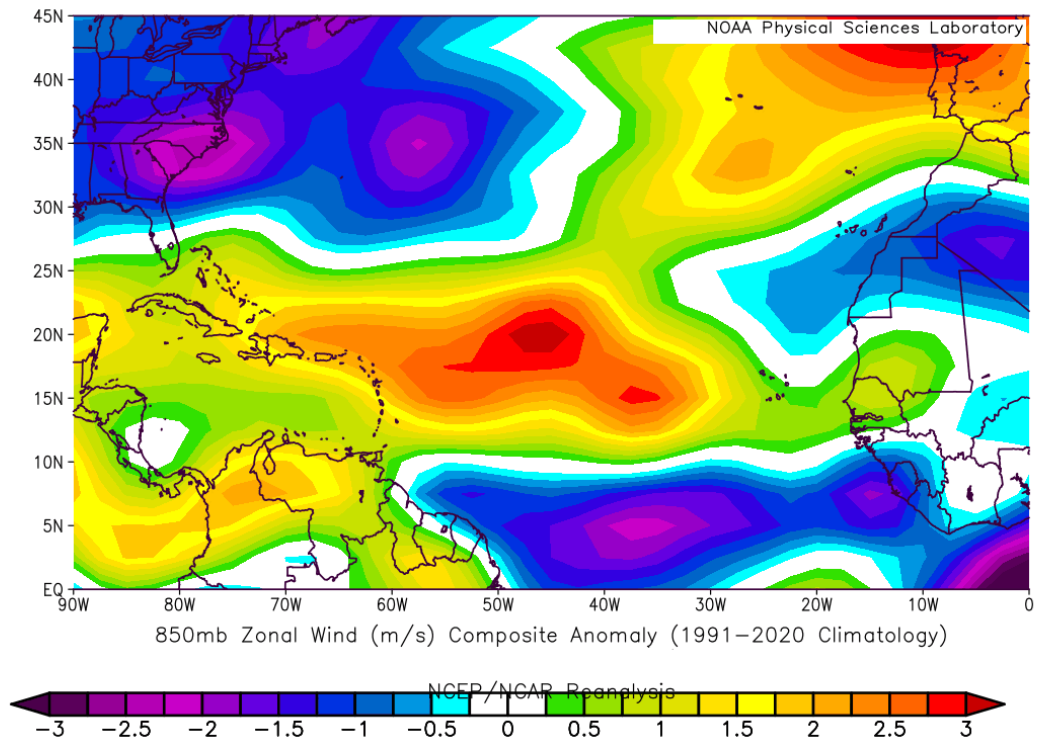 45N
NOAA Physical Sciences Laboratory
40N
35N
30N
25N
20N
15N
10N
5N
EQ
90W 80W 70W 60W 50W 40W 30W 20W 10W 0
850mb Zonal Wind (m/s) Composite Anomaly (1991−2020 Climatology)
NCEP/NCAR Reanalysis
−3 −2.5 −2 −1.5 −1 −0.5 0 0.5 1 1.5 2 2.5 3